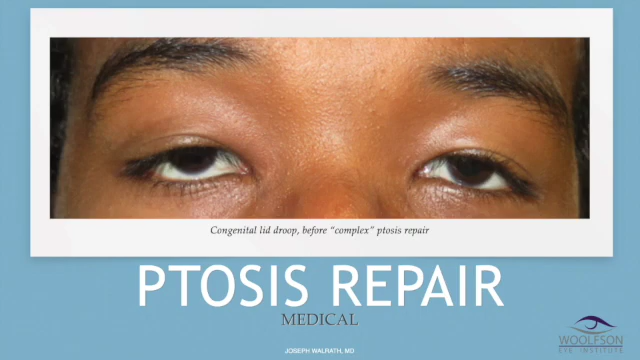 Congenital lid droop, before “complex” ptosis repair
PTOSIS REPAIR
MEDICAL
JOSEPH WALRATH, MD
WOOLFSON
EYE INSTITUTE